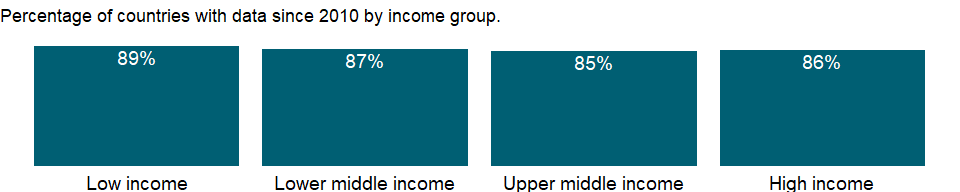 Percentage of countries with data since 2010 by income group.
89% 87% 85% 86%
Low income Lower middle income Upper middle income High income